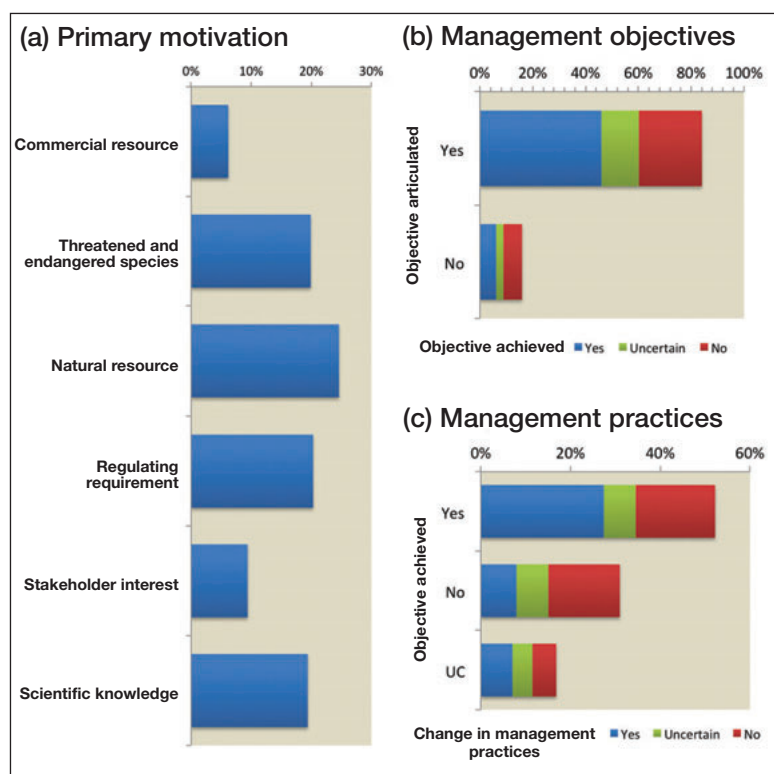 (a) Primary motivation
0% 10% 20% 30%
Commercial resource
Threatened and
endangered species
Natural resource
Regulating
requirement
Stakeholder interest
Scientific knowledge
(b) Management objectives
0% 20% 40% 60% 80% 100%
Objective articulated
Yes
No
Objective achieved Yes Uncertain No
(c) Management practices
0% 20% 40% 60%
Objective achieved
Yes
No
UC
Change in management
practices
Yes Uncertain No